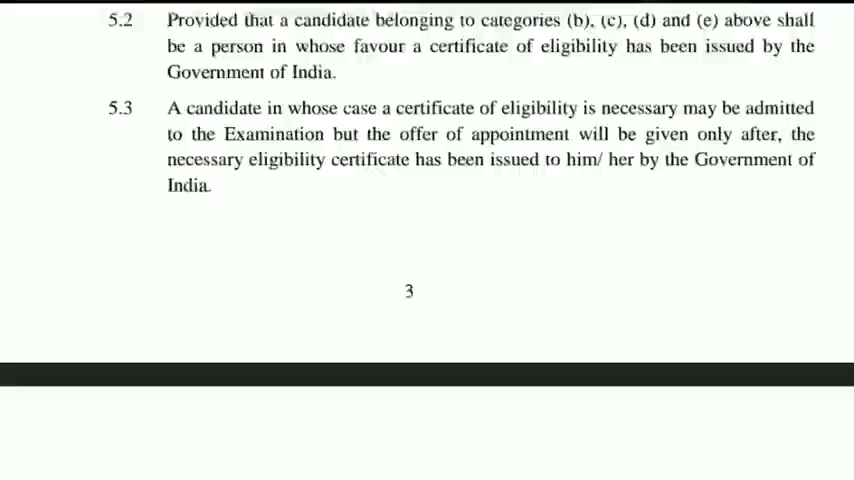 5.2 Provided that a candidate belonging to categories (b), (c), (d) and (e) above shall
be a person in whose favour a certificate of eligibility has been issued by the
Government of India.
5.3 A candidate in whose case a certificate of eligibility is necessary may be admitted
to the Examination but the offer of appointment will be given only after, the
necessary eligibility certificate has been issued to him/ her by the Government of
India.
3